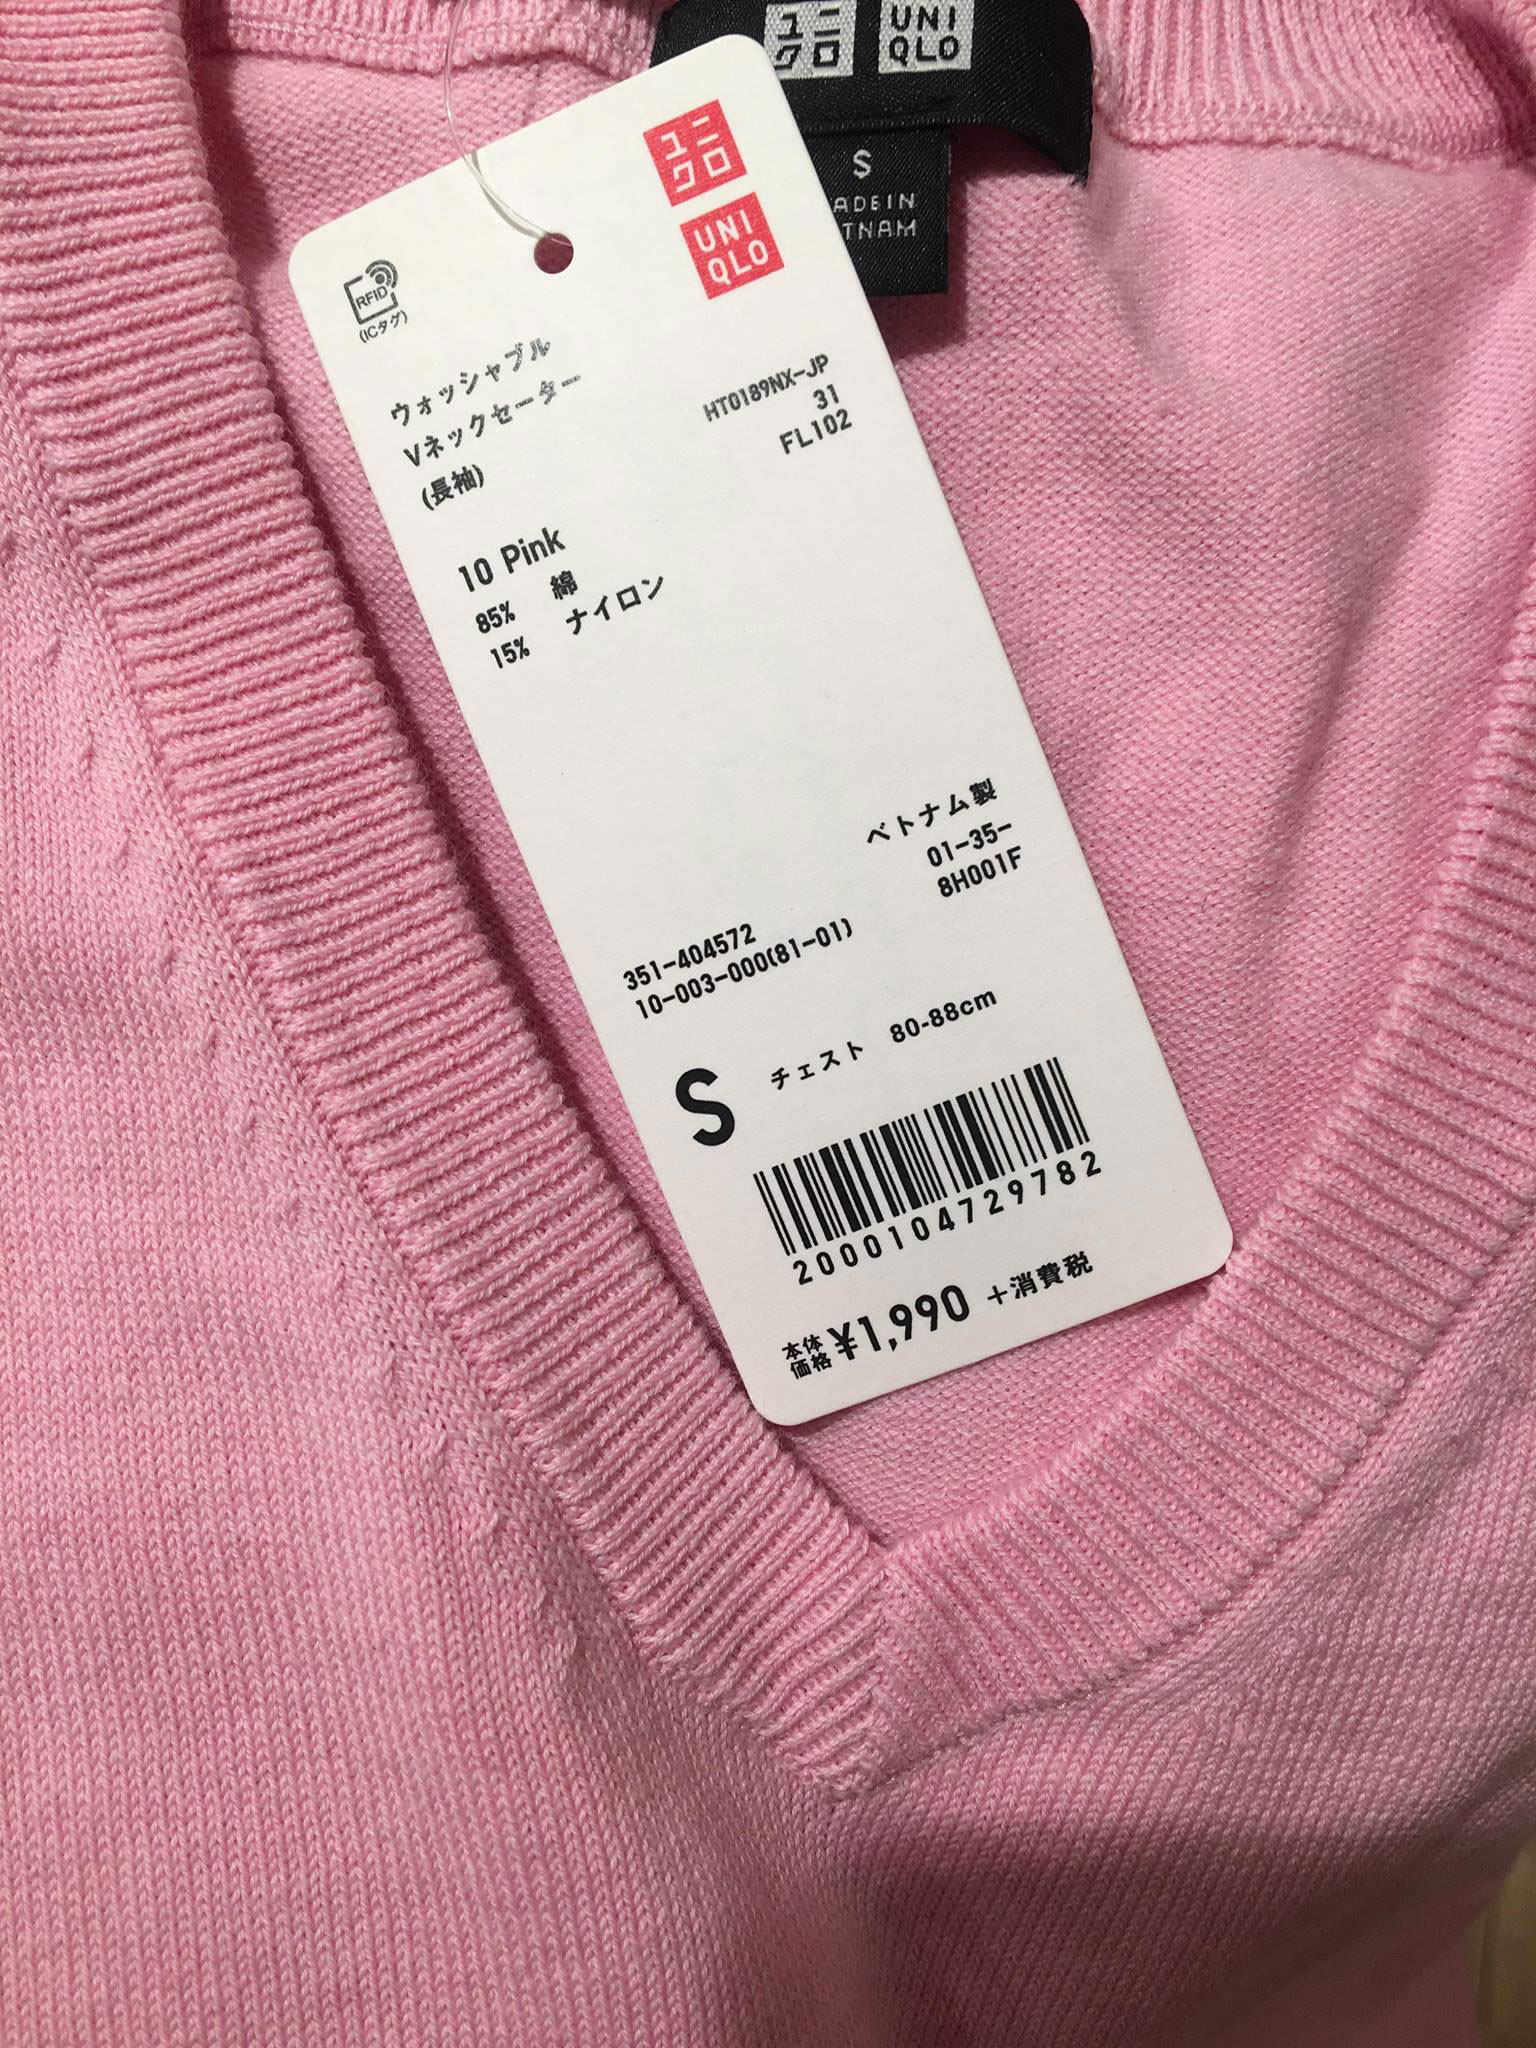 ユニ
クロ
UNI
QLO
S
ADE IN
TNAM
ユニ
クロ
UNI
QLO
RFID
(ICタグ)
ウォッシャブル
Vネックセーター
(長袖)
HT0189NX-JP
31
FL102
10 Pink
85% 綿
15% ナイロン
ベトナム製
01-35-
8H001F
351-404572
10-003-000(81-01)
S チェスト 80-88cm
2000104729782
本体価格 ¥1,990 +消費税